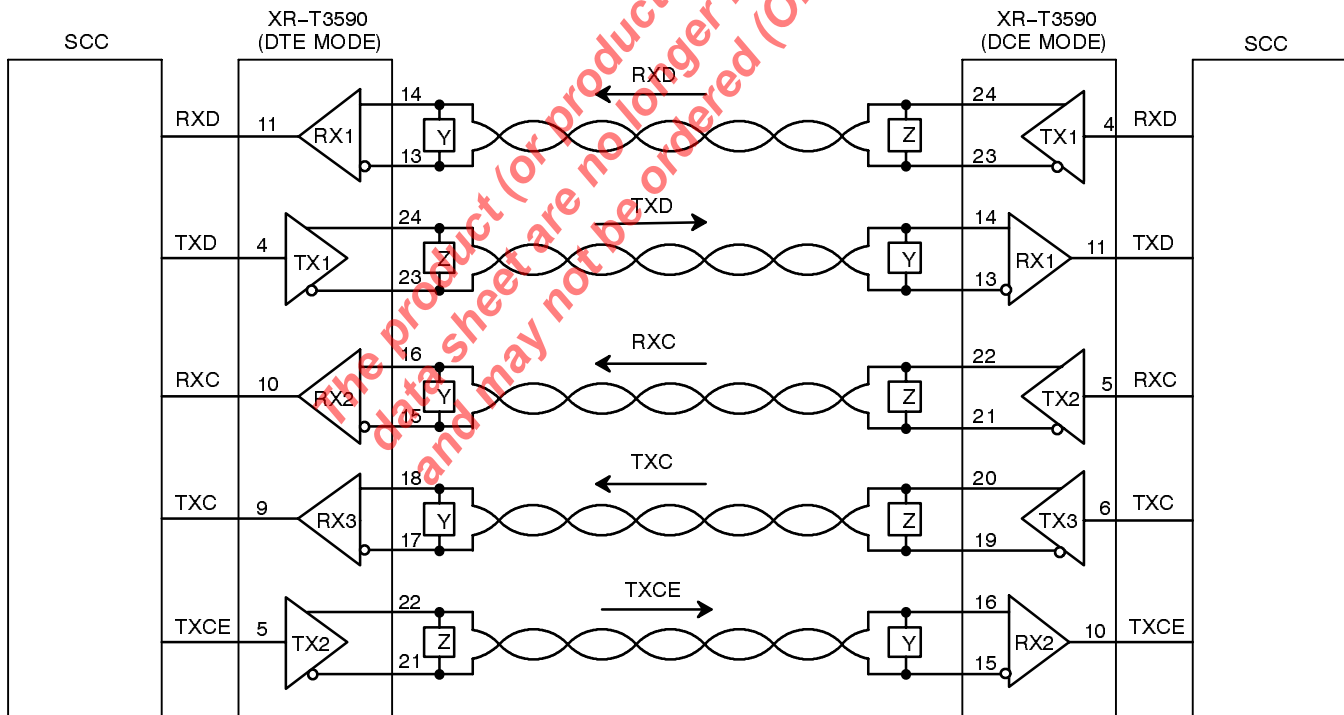 SCC
XR-T3590
(DTE MODE)
XR-T3590
(DCE MODE)
SCC
RXD
RXD 11 RX1 14 Y 13
24 Z 23 TX1 4 RXD
TXD
TXD 4 TX1 24 Z 23
14 Y 13 RX1 11 TXD
RXC
RXC 10 RX2 16 Y 15
22 Z 21 TX2 5 RXC
TXC
TXC 9 RX3 18 Y 17
20 Z 19 TX3 6 TXC
TXCE
TXCE 5 TX2 22 Z 21
16 Y 15 RX2 10 TXCE
The product (or product
data sheet are no longer
and may not be ordered (O